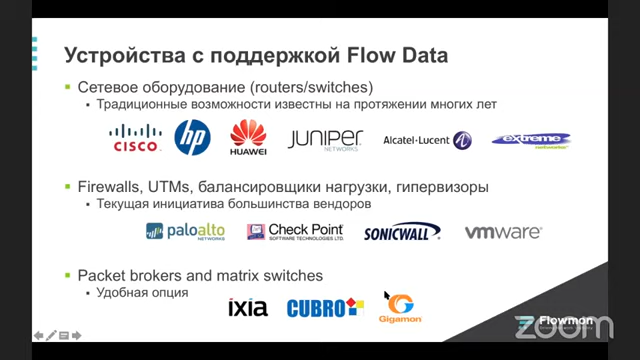 Устройства с поддержкой Flow Data
Сетевое оборудование (routers/switches)
Традиционные возможности известны на протяжении многих лет
CISCO
hp
HUAWEI
JUNIPER
NETWORKS
Alcatel-Lucent
extreme
Firewalls, UTMs, балансировщики нагрузки, гипервизоры
Текущая инициатива большинства вендоров
paloalto
NETWORKS
Check Point
SOFTWARE TECHNOLOGIES LTD.
SONICWALL
vmware
Packet brokers and matrix switches
Удобная опция
ixia
CUBRO
Gigamon
Flowmon
zoom